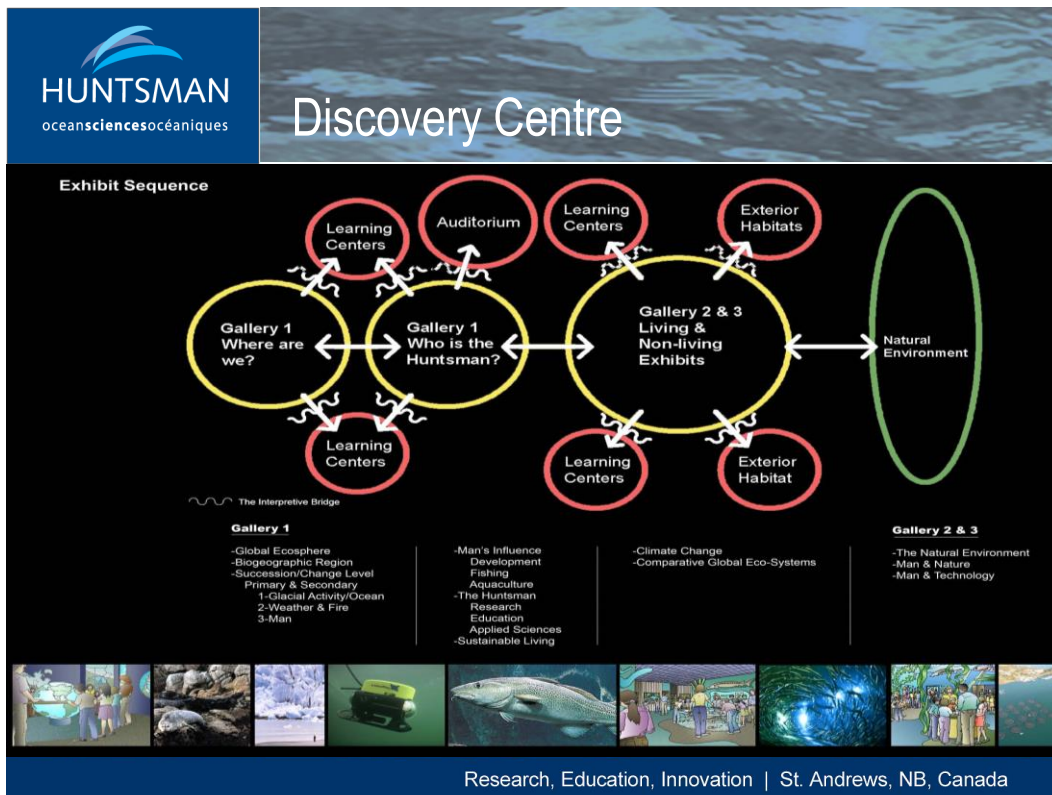 HUNTSMAN
oceansciencesocéaniques
Discovery Centre
Exhibit Sequence
Learning
Centers
Auditorium
Learning
Centers
Exterior
Habitats
Gallery 1
Where are
we?
Gallery 1
Who is the
Huntsman?
Gallery 2 & 3
Living &
Non-living
Exhibits
Natural
Environment
Learning
Centers
Learning
Centers
Exterior
Habitat
The Interpretive Bridge
Gallery 1
-Global Ecosphere
-Biogeographic Region
-Succession/Change Level
Primary & Secondary
1-Glacial Activity/Ocean
2-Weather & Fire
3-Man
-Man's Influence
Development
Fishing
Aquaculture
-The Huntsman
Research
Education
Applied Sciences
-Sustainable Living
-Climate Change
-Comparative Global Eco-Systems
Gallery 2 & 3
-The Natural Environment
-Man & Nature
-Man & Technology
Research, Education, Innovation | St. Andrews, NB, Canada